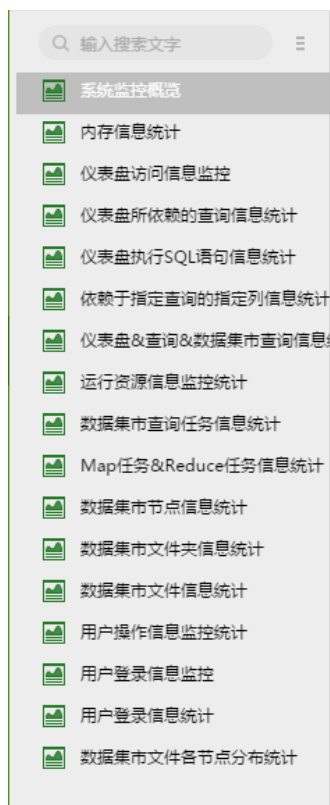 输入搜索文字
系统监控概览
内存信息统计
仪表盘访问信息监控
仪表盘所依赖的查询信息统计
仪表盘执行SQL语句信息统计
依赖于指定查询的指定列信息统计
仪表盘&查询&数据集市查询信息
运行资源信息监控统计
数据集市查询任务信息统计
Map任务&Reduce任务信息统计
数据集市节点信息统计
数据集市文件夹信息统计
数据集市文件信息统计
用户操作信息监控统计
用户登录信息监控
用户登录信息统计
数据集市文件各节点分布统计